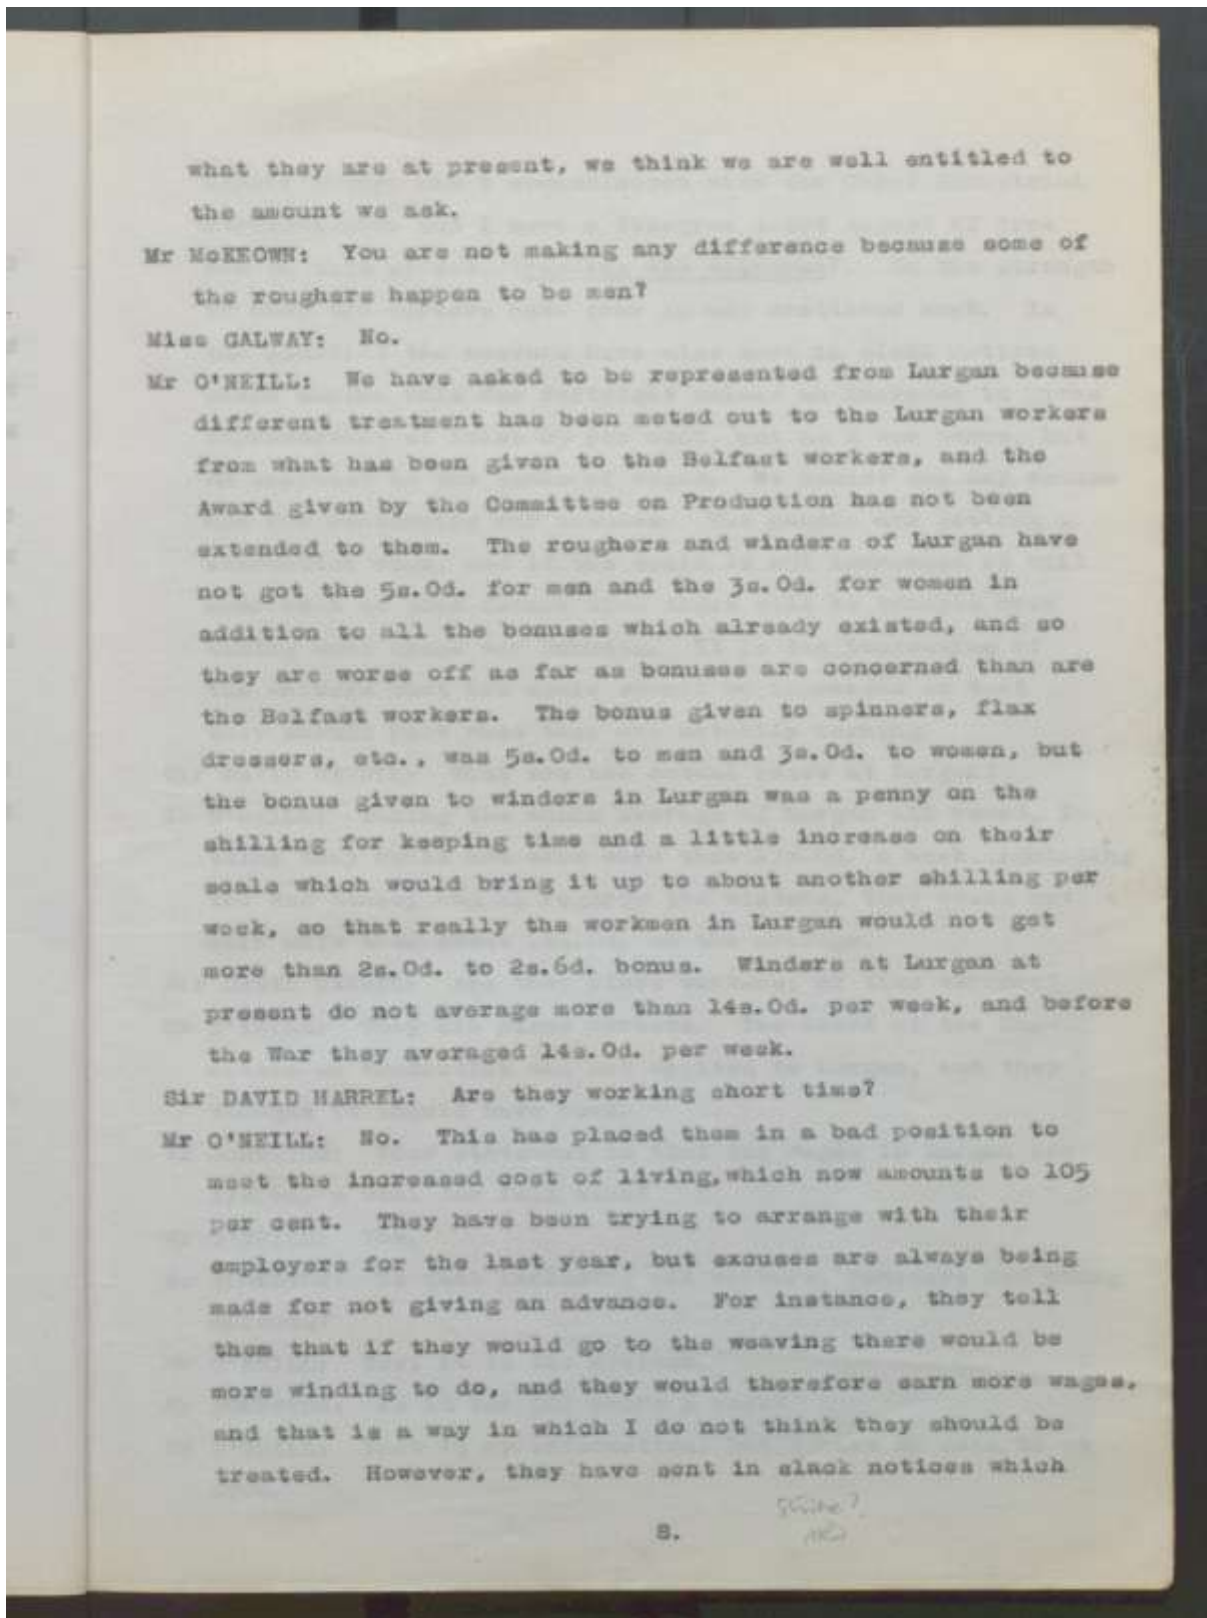 what they are at present, we think we are well entitled to
the amount we ask.
Mr McKEOWN: You are not making any difference because some of
the roughers happen to be men?
Miss GALWAY: No.
Mr O'NEILL: We have asked to be represented from Lurgan because
different treatment has been meted out to the Lurgan workers
from what has been given to the Belfast workers, and the
Award given by the Committee on Production has not been
extended to them. The roughers and winders of Lurgan have
not got the 5s.0d. for men and the 3s.0d. for women in
addition to all the bonuses which already existed, and so
they are worse off as far as bonuses are concerned than are
the Belfast workers. The bonus given to spinners, flax
dressers, etc., was 5s.0d. to men and 3s.0d. to women, but
the bonus given to winders in Lurgan was a penny on the
shilling for keeping time and a little increase on their
scale which would bring it up to about another shilling per
week, so that really the workmen in Lurgan would not get
more than 2s.0d. to 2s.6d. bonus. Winders at Lurgan at
present do not average more than 14s.0d. per week, and before
the War they averaged 14s.0d. per week.
Sir DAVID HARREL: Are they working short time?
Mr O'NEILL: No. This has placed them in a bad position to
meet the increased cost of living,which now amounts to 105
per cent. They have been trying to arrange with their
employers for the last year, but excuses are always being
made for not giving an advance. For instance, they tell
them that if they would go to the weaving there would be
more winding to do, and they would therefore earn more wages,
and that is a way in which I do not think they should be
treated. However, they have sent in slack notices which
Strike?
8.